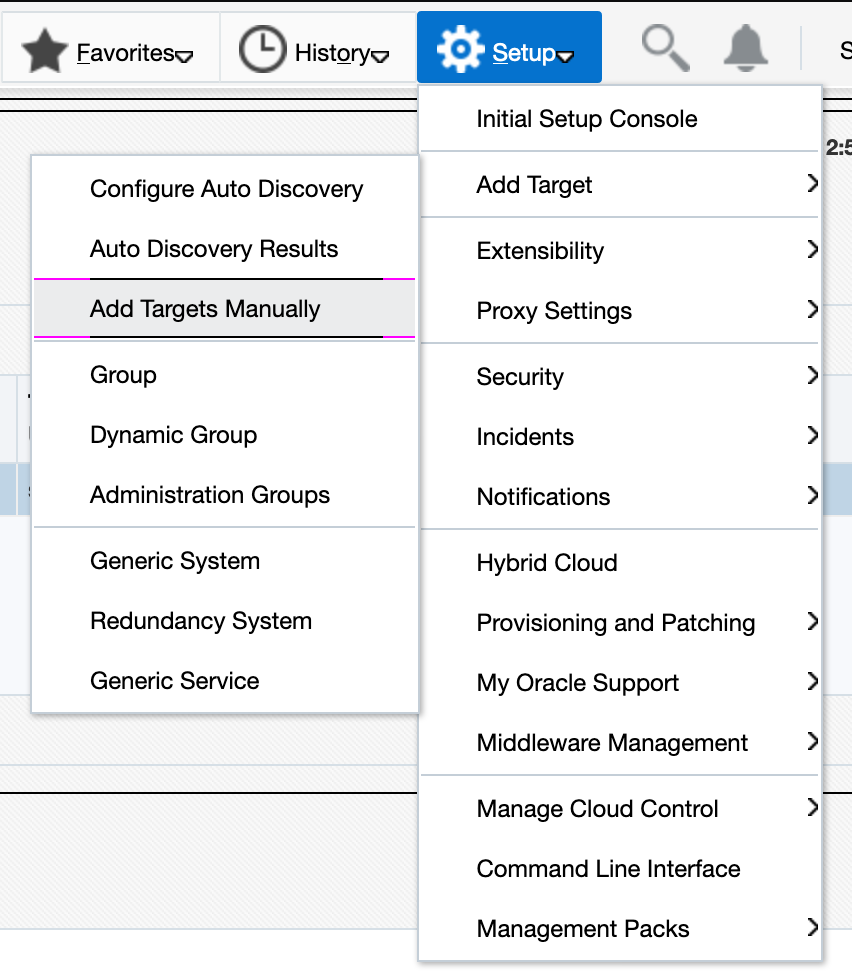 Favorites
History
Setup
S
2:5
Initial Setup Console
Add Target
Extensibility
Proxy Settings
Security
Incidents
Notifications
Hybrid Cloud
Provisioning and Patching
My Oracle Support
Middleware Management
Manage Cloud Control
Command Line Interface
Management Packs
Configure Auto Discovery
Auto Discovery Results
Add Targets Manually
Group
Dynamic Group
Administration Groups
Generic System
Redundancy System
Generic Service